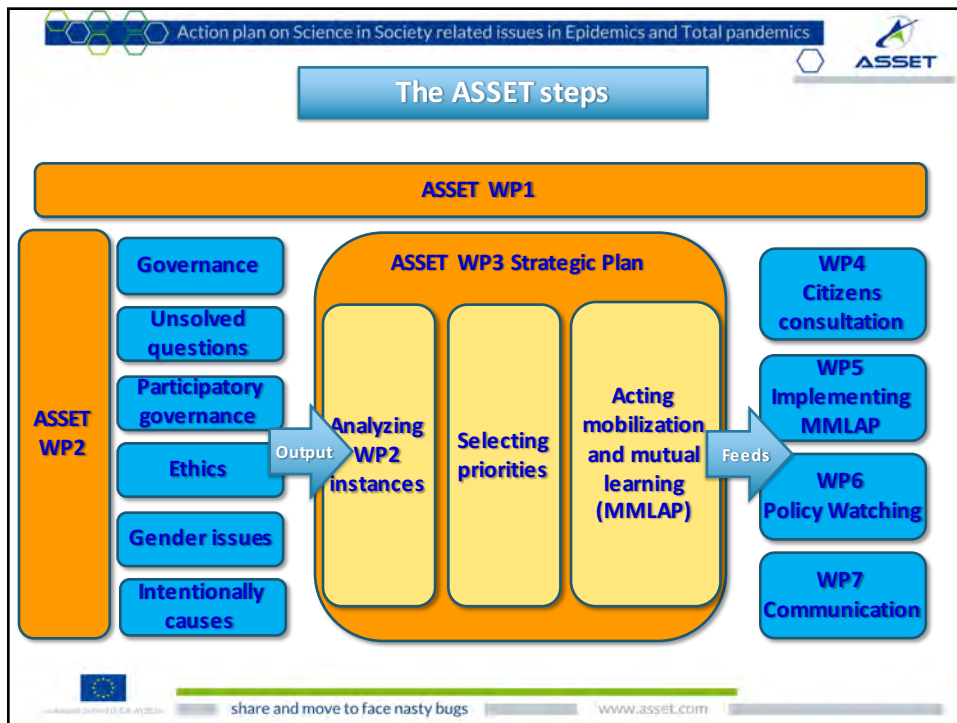 Action plan on Science in Society related issues in Epidemics and Total pandemics
ASSET
The ASSET steps
ASSET WP1
ASSET
WP2
Governance
Unsolved
questions
Participatory
governance
Ethics
Gender issues
Intentionally
causes
Output
ASSET WP3 Strategic Plan
Analyzing
WP2
instances
Selecting
priorities
Acting
mobilization
and mutual
learning
(MMLAP)
Feeds
WP4
Citizens
consultation
WP5
Implementing
MMLAP
WP6
Policy Watching
WP7
Communication
share and move to face nasty bugs
www.asset.com